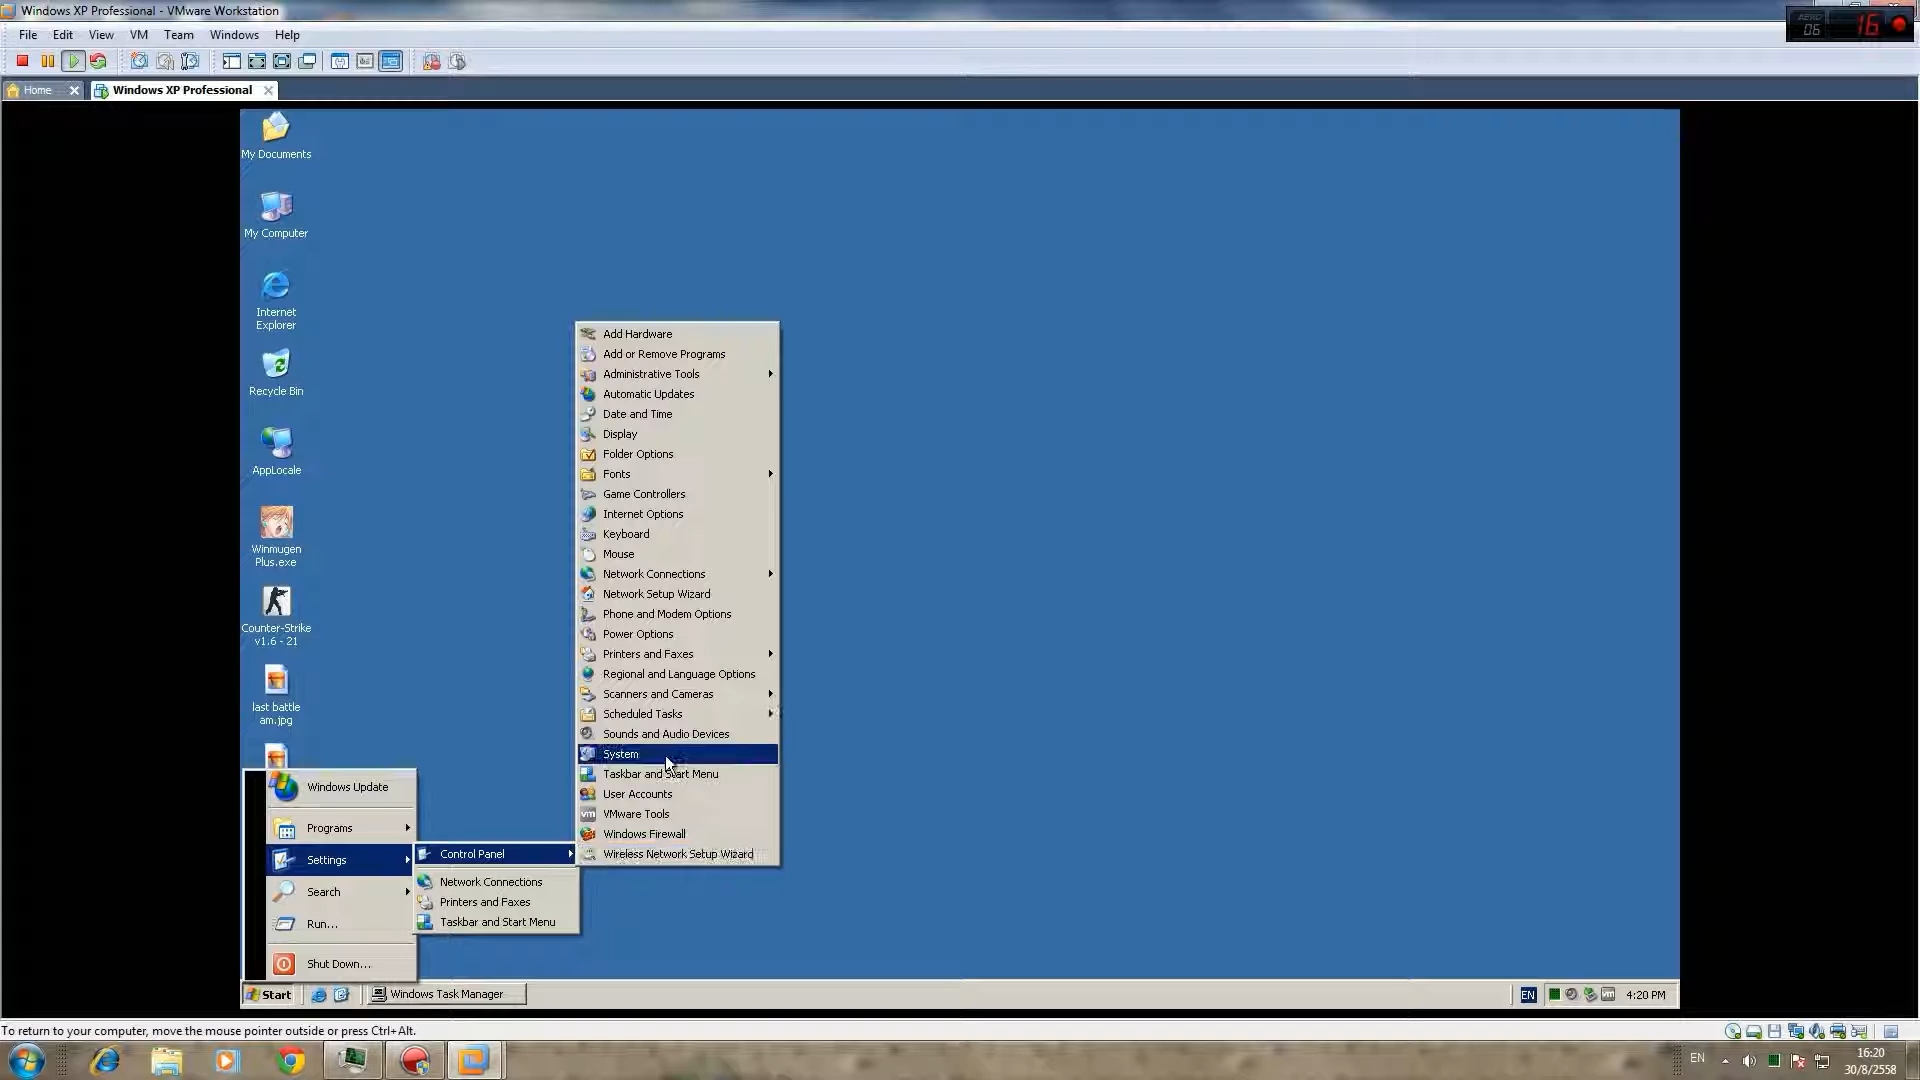 Windows XP Professional - VMware Workstation
File Edit View VM Team Windows Help
AERO
06
16
Home
Windows XP Professional
My Documents
My Computer
Internet
Explorer
Recycle Bin
AppLocale
Winmugen
Plus.exe
Counter-Strike
v1.6 - 21
last battle
am.jpg
Add Hardware
Add or Remove Programs
Administrative Tools
Automatic Updates
Date and Time
Display
Folder Options
Fonts
Game Controllers
Internet Options
Keyboard
Mouse
Network Connections
Network Setup Wizard
Phone and Modem Options
Power Options
Printers and Faxes
Regional and Language Options
Scanners and Cameras
Scheduled Tasks
Sounds and Audio Devices
System
Taskbar and Start Menu
User Accounts
VMware Tools
Windows Firewall
Wireless Network Setup Wizard
Windows Update
Programs
Settings
Search
Run...
Shut Down...
Control Panel
Network Connections
Printers and Faxes
Taskbar and Start Menu
Start
Windows Task Manager
EN
vm
4:20 PM
To return to your computer, move the mouse pointer outside or press Ctrl+Alt.
EN
16:20
30/8/2558